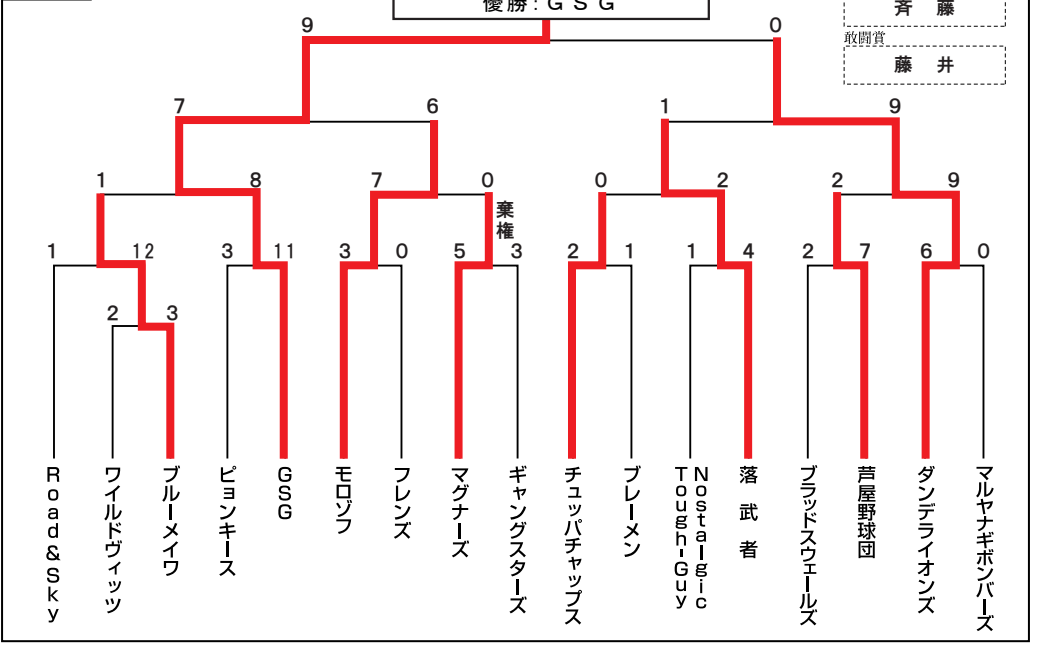 優勝:GSG
斉藤
敢闘賞
藤井
9 0
7 6 1 9
1 8 7 0 0 2 2 9
棄権
1 12 3 11 3 0 5 3 2 1 1 4 2 7 6 0
2 3
Road&Sky
ワイルドヴィッツ
ブルーメイワ
ピョンキース
GSG
モロゾフ
フレンズ
マグナーズ
ギャングスターズ
チュッパチャップス
ブレーメン
Nostalgic
Tough-Guy
落武者
ブラッドスウェールズ
芦屋野球団
ダンデライオンズ
マルヤナギボンバーズ